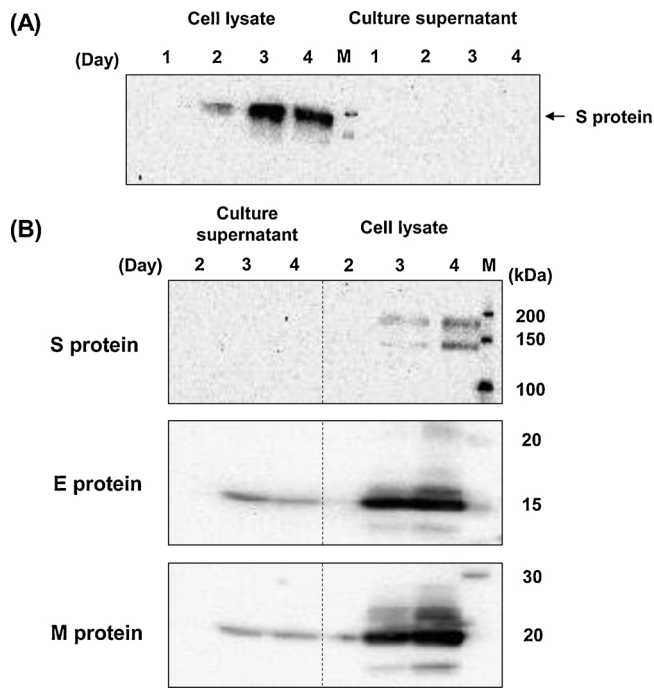 (A)
Cell lysate Culture supernatant
(Day) 1 2 3 4 M 1 2 3 4
S protein
(B)
Culture supernatant Cell lysate
(Day) 2 3 4 2 3 4 M (kDa)
200
S protein 150
100
20
E protein 15
30
M protein 20